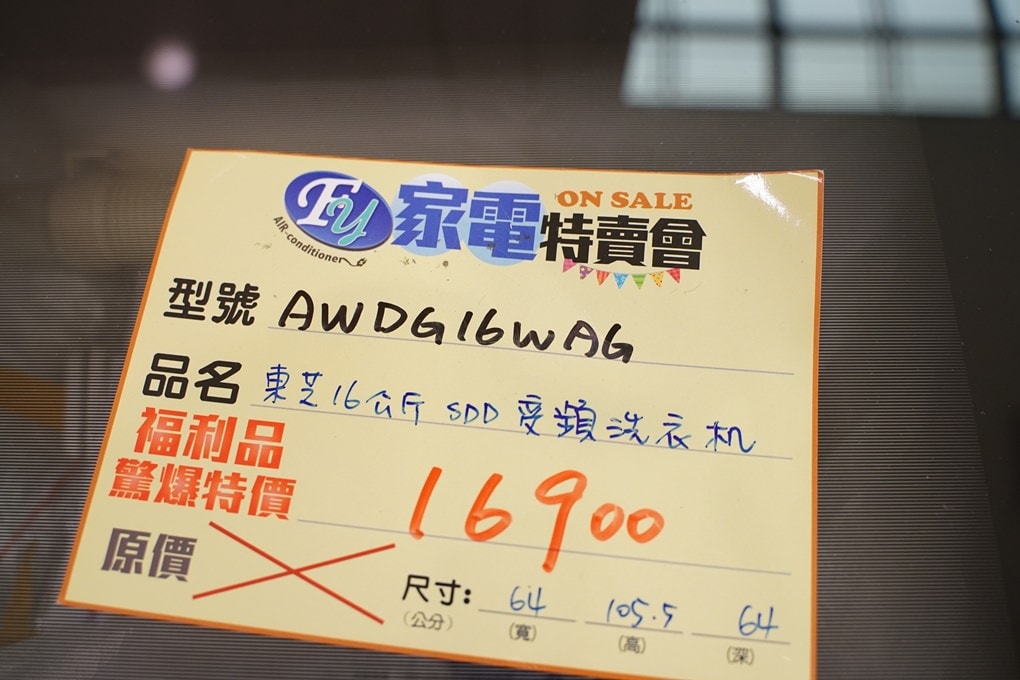 FY 家電 ON SALE
AIR-conditioner 特賣會
型號 AWDG16WAG
品名 東芝16公斤 SDD 变頻洗衣机
福利品
驚爆特價 16900
原價
尺寸: 64 105.5 64
(公分) (寬) (高) (深)